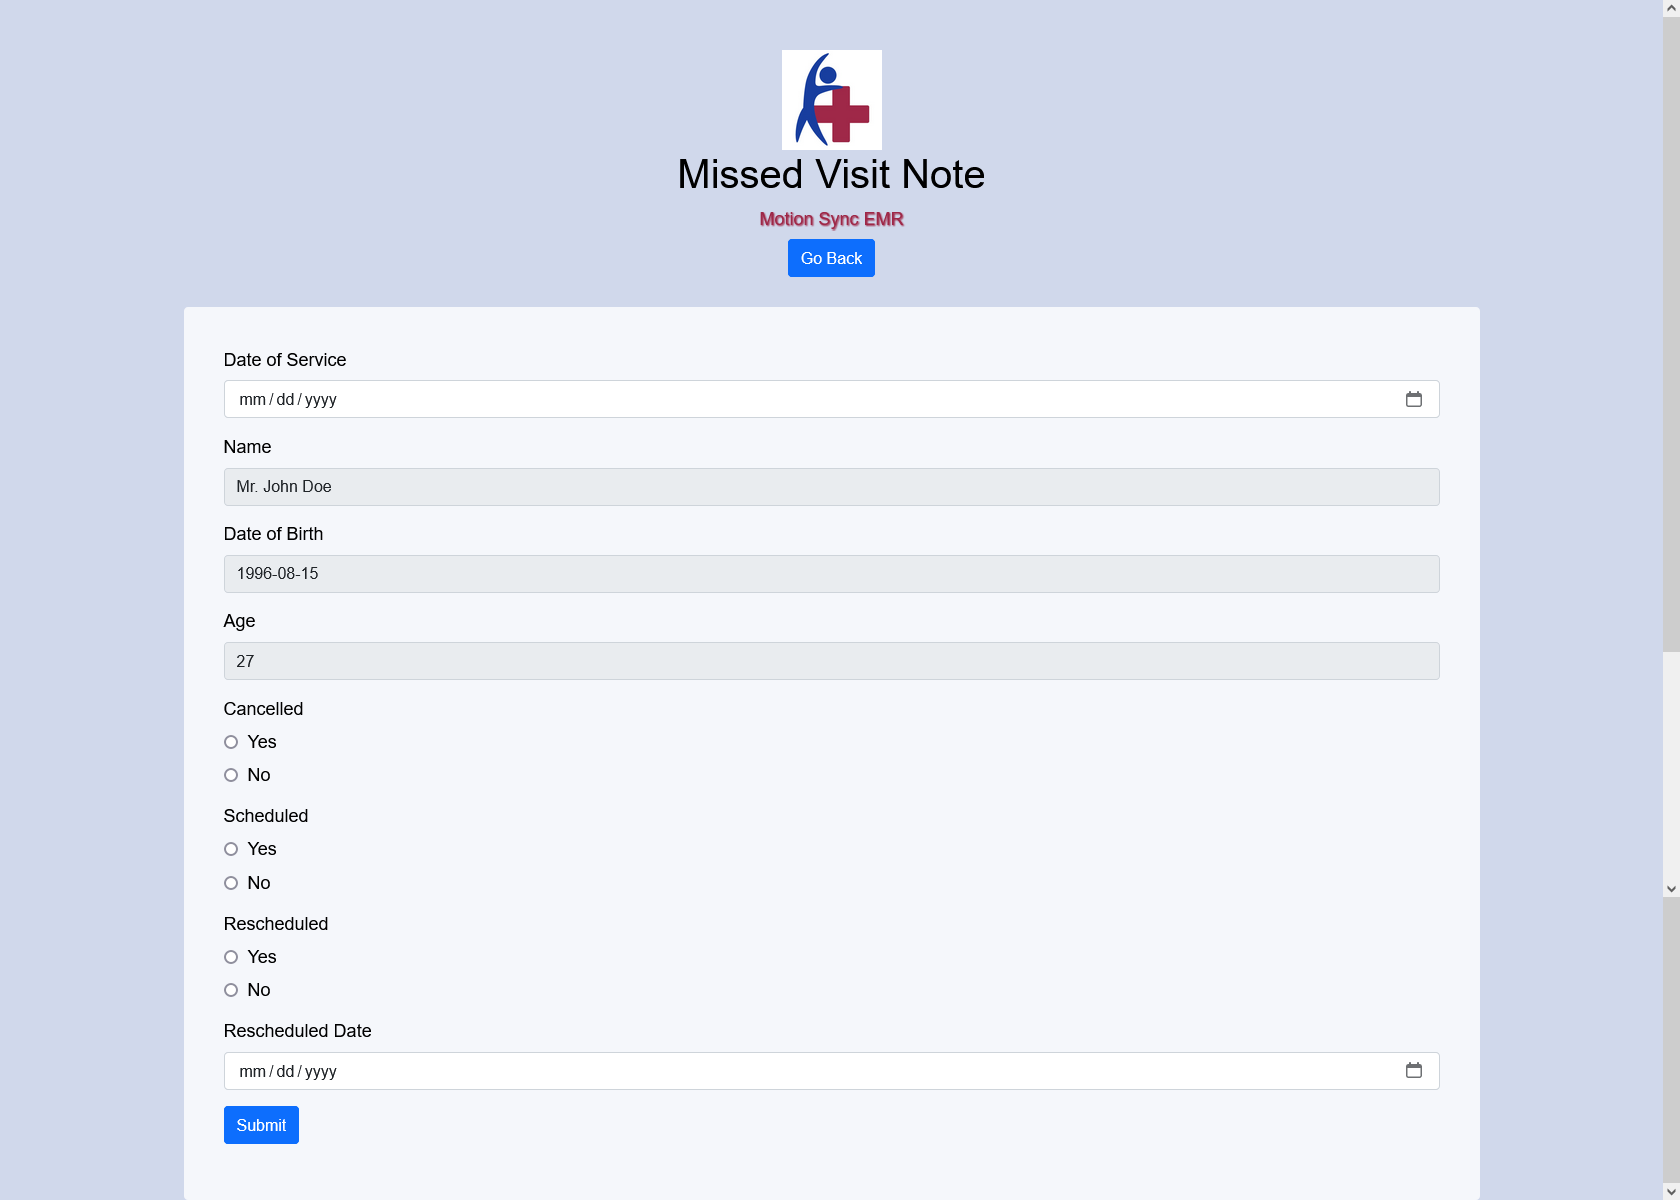 Missed Visit Note
Motion Sync EMR
Go Back
Date of Service
mm/dd/yyyy
Name
Mr. John Doe
Date of Birth
1996-08-15
Age
27
Cancelled
Yes
No
Scheduled
Yes
No
Rescheduled
Yes
No
Rescheduled Date
mm/dd/yyyy
Submit